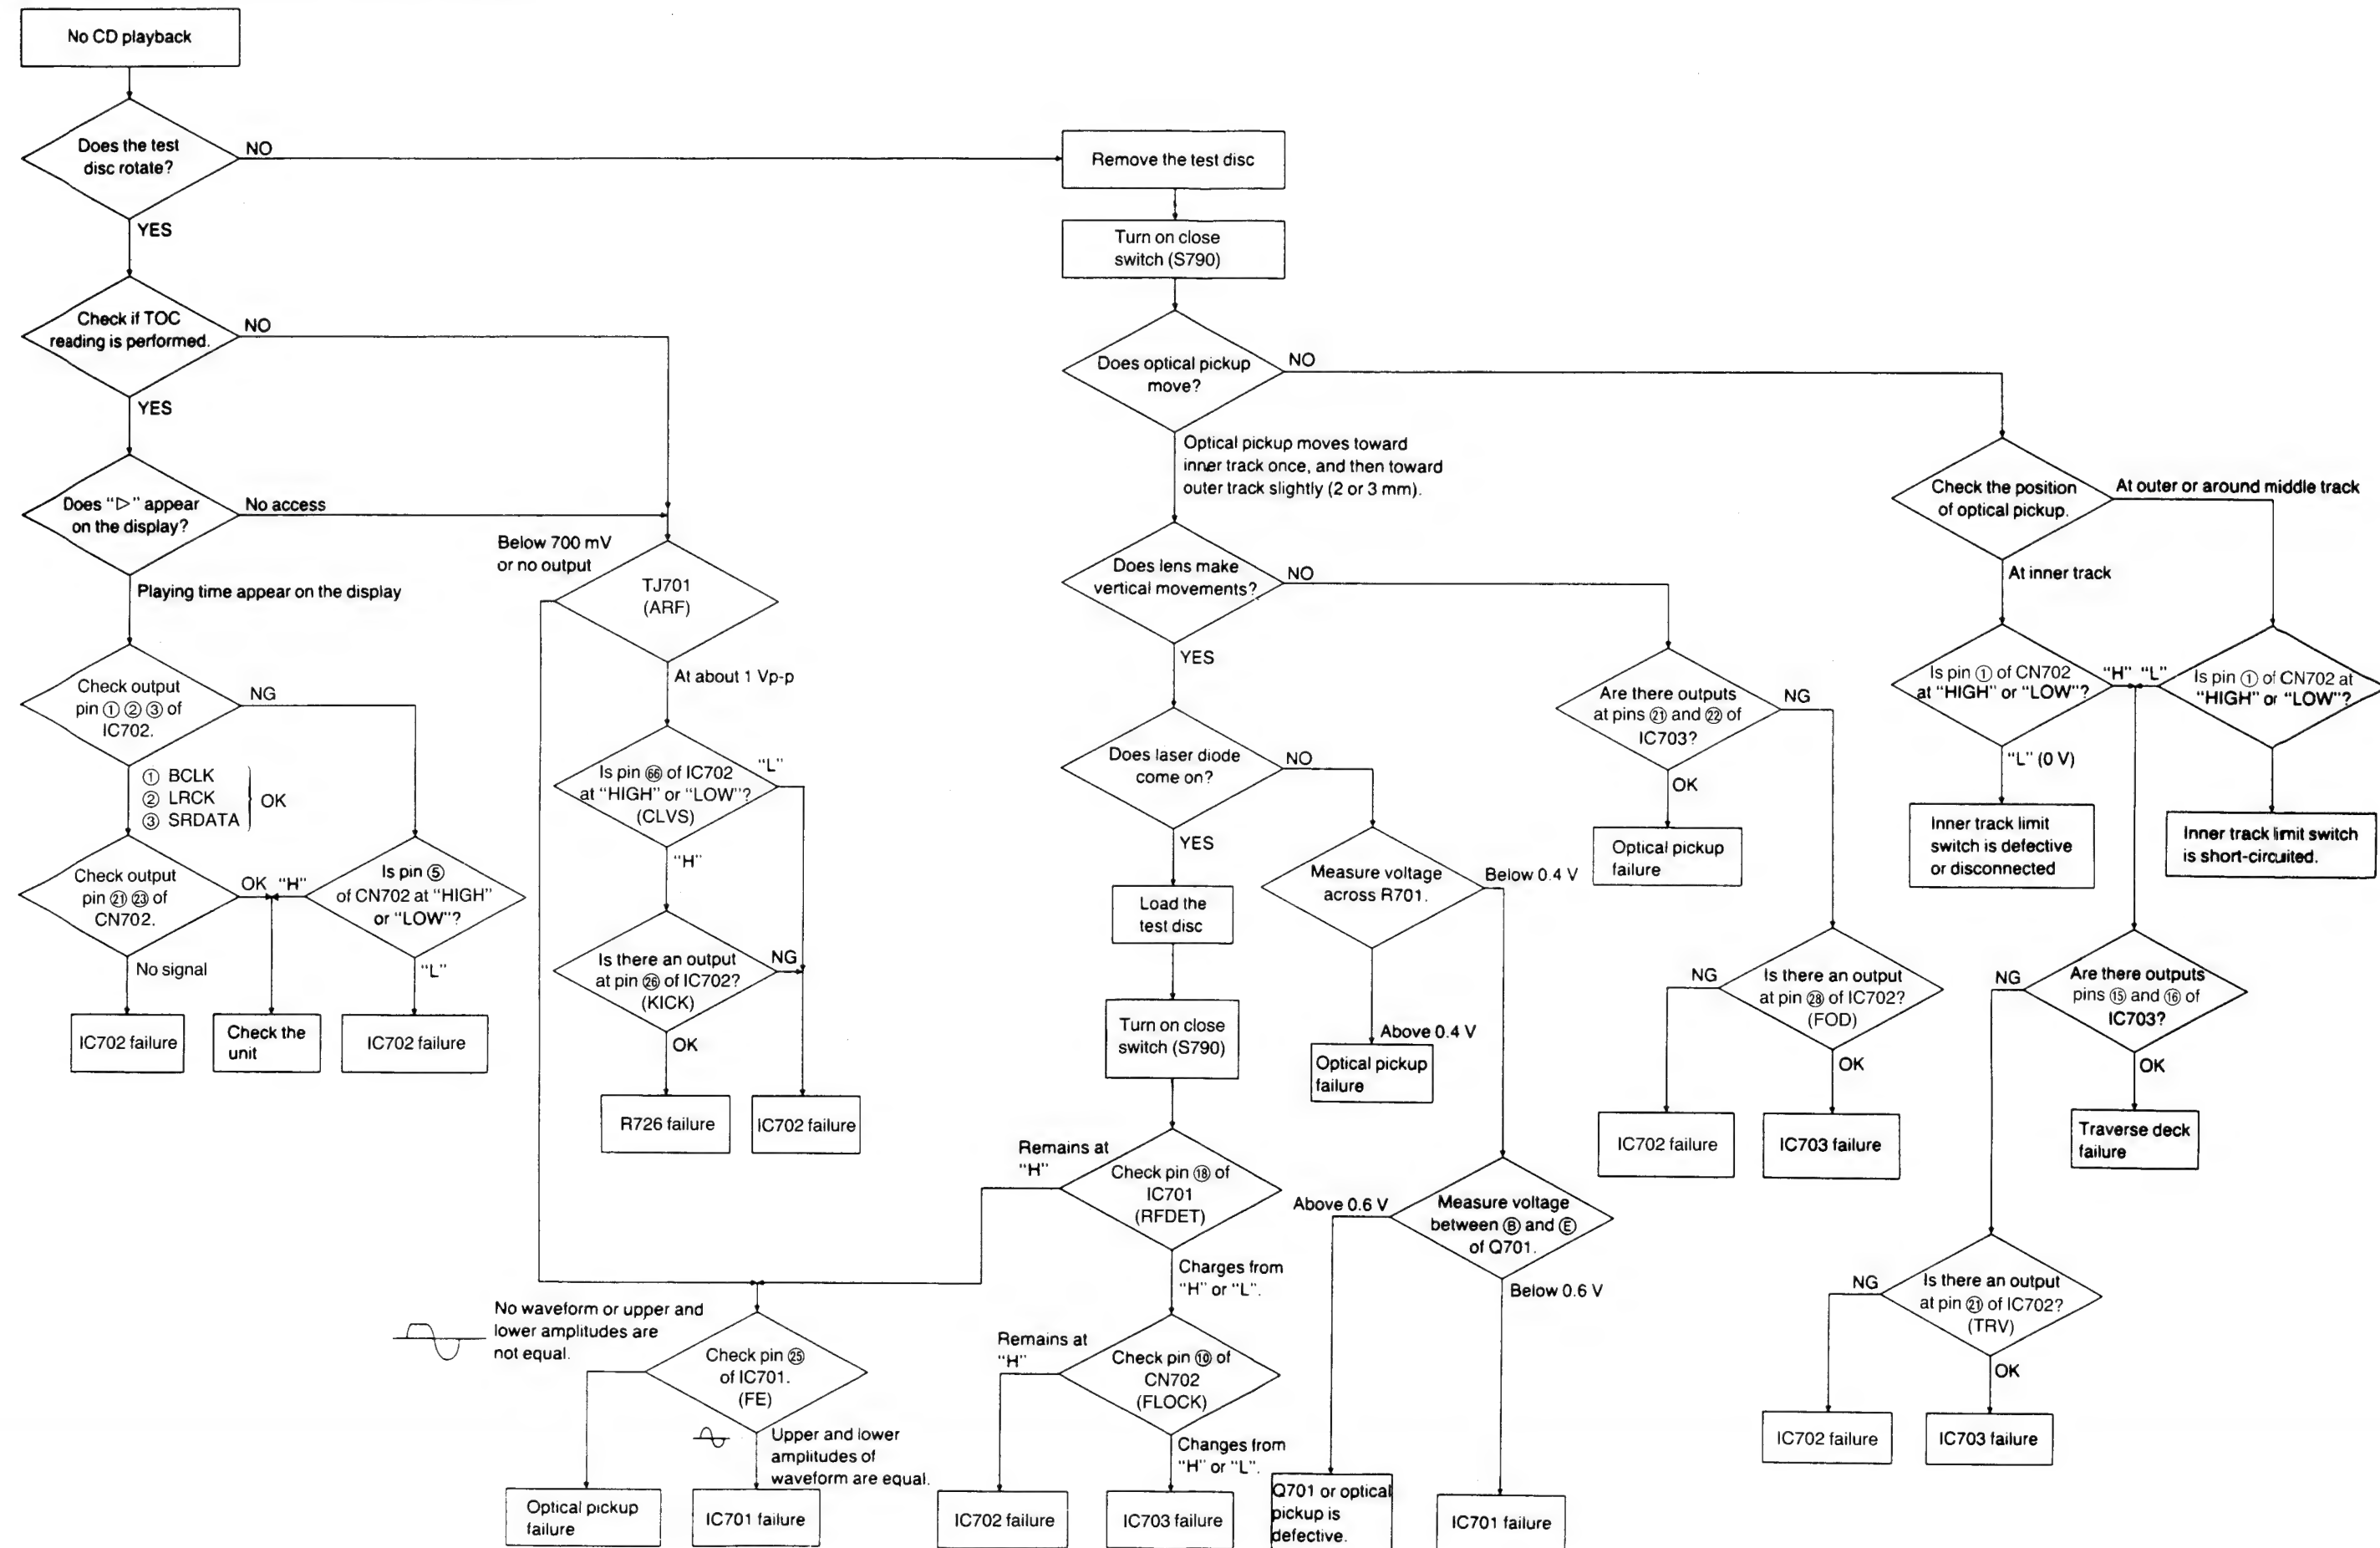 No CD playback
Does the test
disc rotate?
NO
YES
Check if TOC
reading is performed.
NO
YES
Does "▷" appear
on the display?
No access
Playing time appear on the display
Check output
pin ① ② ③ of
IC702.
NG
① BCLK
② LRCK
③ SRDATA
OK
Check output
pin ㉑ ㉓ of
CN702.
OK
"H"
Is pin ⑤
of CN702 at "HIGH"
or "LOW"?
No signal
"L"
IC702 failure
Check the
unit
IC702 failure
Below 700 mV
or no output
TJ701
(ARF)
At about 1 Vp-p
Is pin 66 of IC702
at "HIGH" or "LOW"?
(CLVS)
"L"
"H"
Is there an output
at pin ㉖ of IC702?
(KICK)
NG
OK
R726 failure
IC702 failure
No waveform or upper and
lower amplitudes are
not equal.
Check pin ㉕
of IC701.
(FE)
Upper and lower
amplitudes of
waveform are equal.
Optical pickup
failure
IC701 failure
Remove the test disc
Turn on close
switch (S790)
Does optical pickup
move?
NO
Optical pickup moves toward
inner track once, and then toward
outer track slightly (2 or 3 mm).
Does lens make
vertical movements?
NO
YES
Does laser diode
come on?
NO
YES
Load the
test disc
Turn on close
switch (S790)
Remains at
"H"
Check pin ⑱ of
IC701
(RFDET)
Charges from
"H" or "L".
Remains at
"H"
Check pin ⑩ of
CN702
(FLOCK)
Changes from
"H" or "L".
IC702 failure
IC703 failure
Measure voltage
across R701.
Below 0.4 V
Above 0.4 V
Optical pickup
failure
Above 0.6 V
Measure voltage
between Ⓑ and Ⓔ
of Q701.
Below 0.6 V
Q701 or optical
pickup is
defective.
IC701 failure
Are there outputs
at pins ㉑ and ㉒ of
IC703?
NG
OK
Optical pickup
failure
NG
Is there an output
at pin ㉘ of IC702?
(FOD)
OK
IC702 failure
IC703 failure
Check the position
of optical pickup.
At outer or around middle track
At inner track
Is pin ① of CN702
at "HIGH" or "LOW"?
"H"
"L"
Is pin ① of CN702 at
"HIGH" or "LOW"?
"L" (0 V)
Inner track limit
switch is defective
or disconnected
Inner track limit switch
is short-circuited.
NG
Are there outputs
pins ⑮ and ⑯ of
IC703?
OK
Traverse deck
failure
NG
Is there an output
at pin ㉑ of IC702?
(TRV)
OK
IC702 failure
IC703 failure